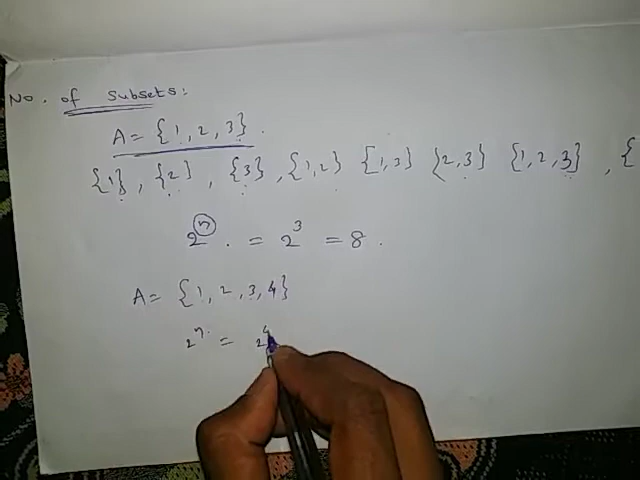 No. of subsets:
A = {1, 2, 3}.
{1}, {2}, {3}, {1,2} {1,3} {2,3} {1,2,3}, {
2ⁿ. = 2³ = 8.
A = {1, 2, 3, 4}
2ⁿ. = 2⁴